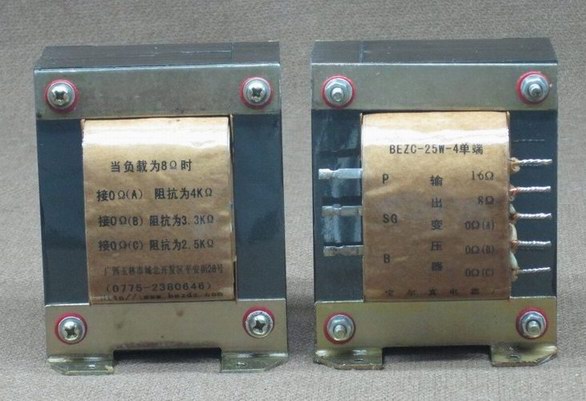 当负载为8Ω时
接0Ω(A) 阻抗为4KΩ
接0Ω(B) 阻抗为3.3KΩ
接0Ω(C) 阻抗为2.5KΩ
(0775-2380646)
BEZC-25W-4单端
P 输 16Ω
出 8Ω
SG 变 0Ω(A)
压 0Ω(B)
B 器 0Ω(C)